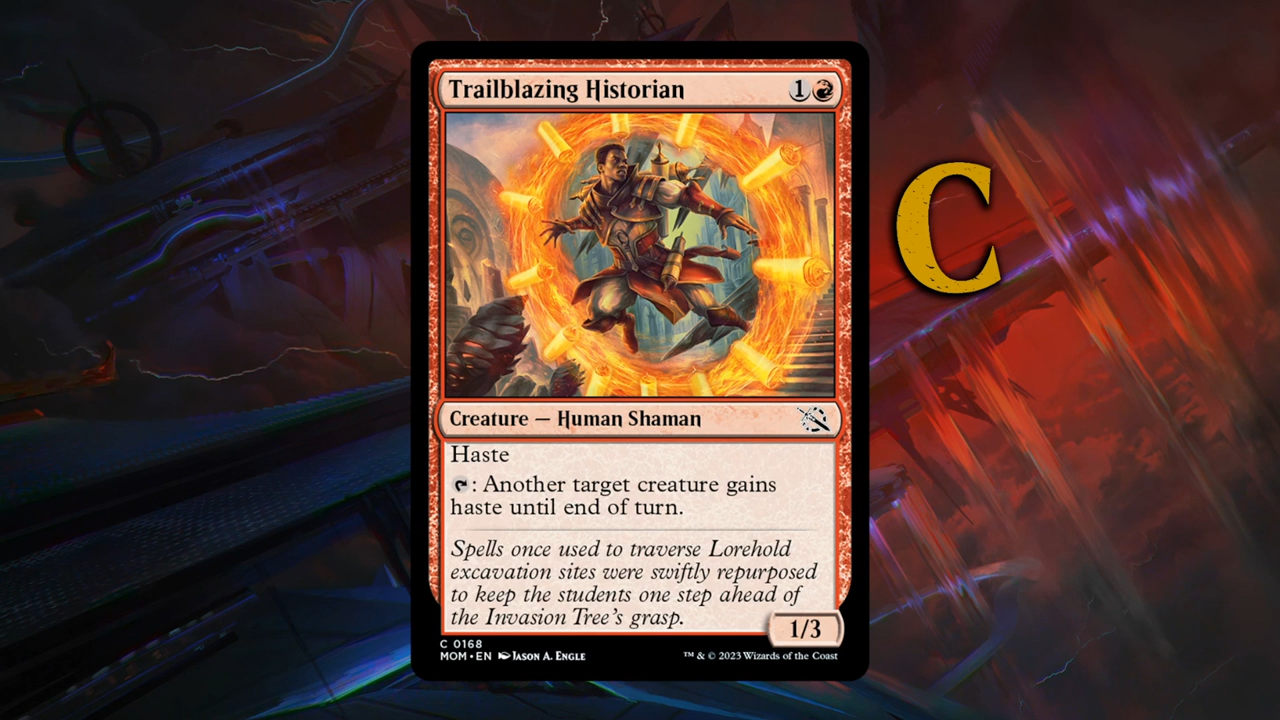 Trailblazing Historian 1
C
Creature — Human Shaman
Haste
: Another target creature gains
haste until end of turn.
Spells once used to traverse Lorehold
excavation sites were swiftly repurposed
to keep the students one step ahead of
the Invasion Tree's grasp.
1/3
C 0168
MOM • EN Jason A. Engle
™ & © 2023 Wizards of the Coast